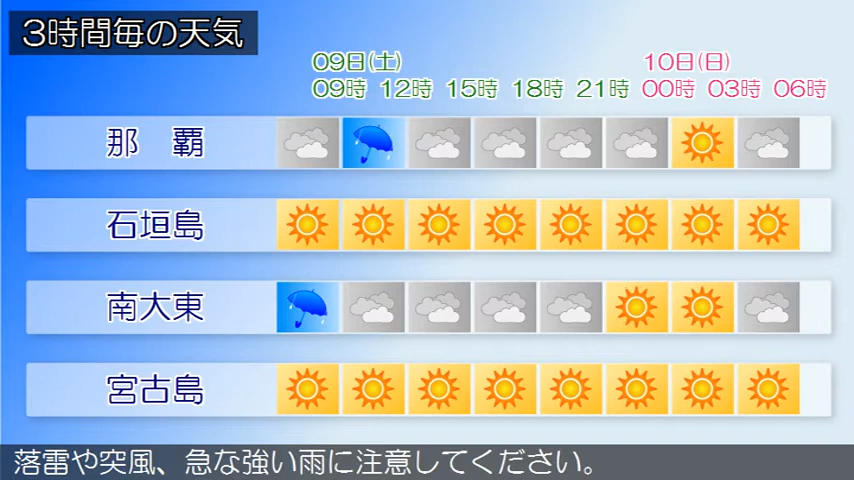 3時間毎の天気
09日(土) 10日(日)
09時 12時 15時 18時 21時 00時 03時 06時
那　覇
石垣島
南大東
宮古島
落雷や突風、急な強い雨に注意してください。